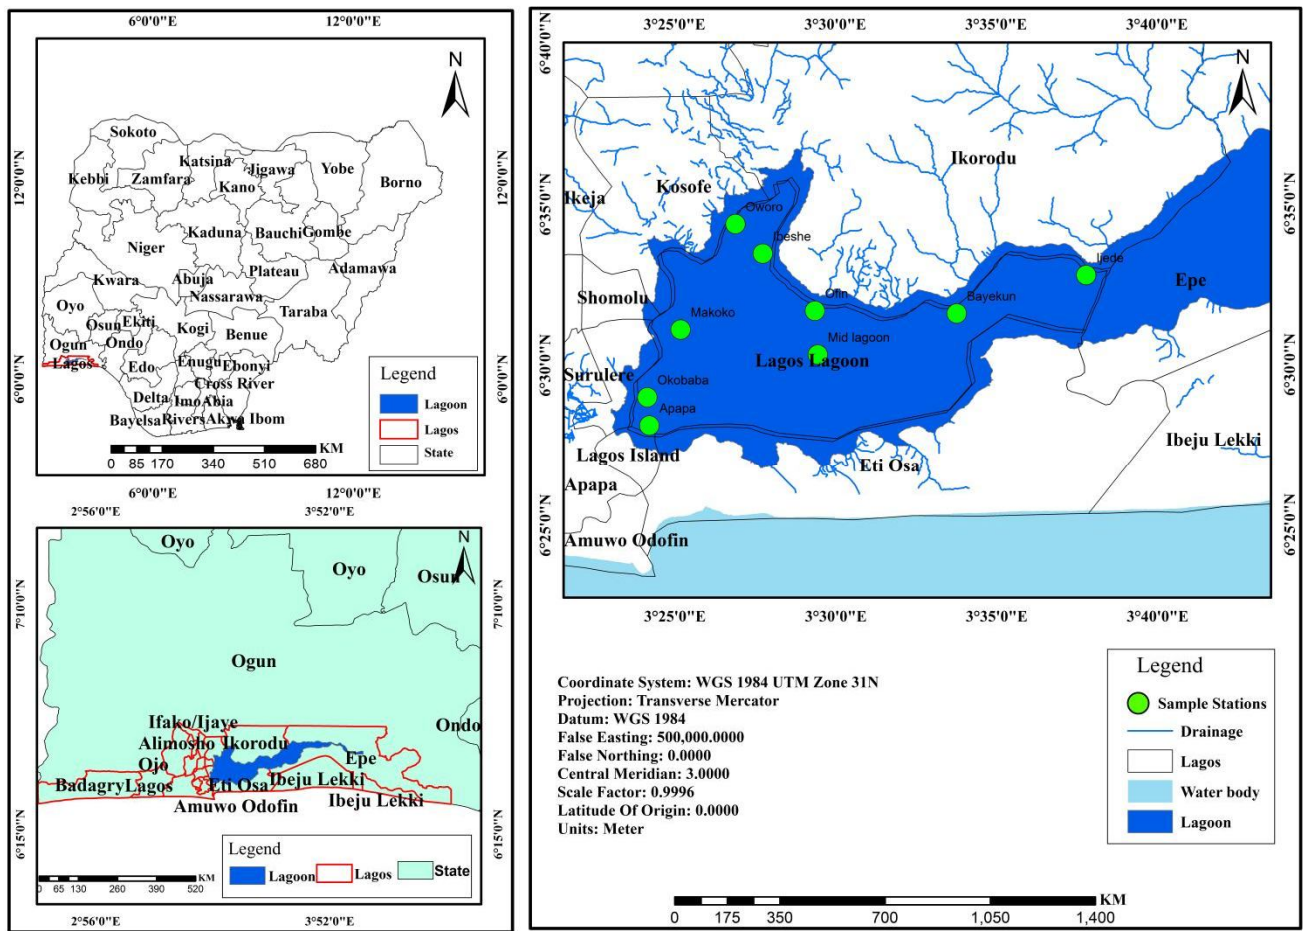 6°0'0"E 12°0'0"E
12°0'0"N
12°0'0"N
6°0'0"N
6°0'0"N
N
Sokoto
Katsina
Jigawa
Yobe
Kebbi
Zamfara
Kano
Borno
Kaduna
Bauchi
Gombe
Niger
Adamawa
Plateau
Abuja
Kwara
Nassarawa
Taraba
Oyo
Ekiti
Osun
Kogi
Benue
Ogun
Ondo
Lagos
Edo
Enugu
Ebonyi
Cross River
Delta
Imo
Abia
Bayelsa
Rivers
Akwa Ibom
KM
0 85 170 340 510 680
Legend
Lagoon
Lagos
State
6°0'0"E 12°0'0"E
2°56'0"E 3°52'0"E
7°10'0"N
7°10'0"N
6°15'0"N
6°15'0"N
N
Oyo
Oyo
Osun
Ogun
Ondo
Ifako/Ijaye
Alimosho
Ikorodu
Ojo
Epe
Badagry
Lagos
Eti Osa
Ibeju Lekki
Amuwo Odofin
Ibeju Lekki
Legend
Lagoon
Lagos
State
KM
0 65 130 260 390 520
2°56'0"E 3°52'0"E
3°25'0"E 3°30'0"E 3°35'0"E 3°40'0"E
6°40'0"N
6°40'0"N
6°35'0"N
6°35'0"N
6°30'0"N
6°30'0"N
6°25'0"N
6°25'0"N
N
Ikorodu
Kosofe
Ikeja
Oworo
Ibeshe
Ijede
Epe
Shomolu
Ofin
Bayekun
Makoko
Mid lagoon
Lagos Lagoon
Surulere
Okobaba
Apapa
Ibeju Lekki
Lagos Island
Eti Osa
Apapa
Amuwo Odofin
3°25'0"E 3°30'0"E 3°35'0"E 3°40'0"E
Coordinate System: WGS 1984 UTM Zone 31N
Projection: Transverse Mercator
Datum: WGS 1984
False Easting: 500,000.0000
False Northing: 0.0000
Central Meridian: 3.0000
Scale Factor: 0.9996
Latitude Of Origin: 0.0000
Units: Meter
Legend
Sample Stations
Drainage
Lagos
Water body
Lagoon
KM
0 175 350 700 1,050 1,400